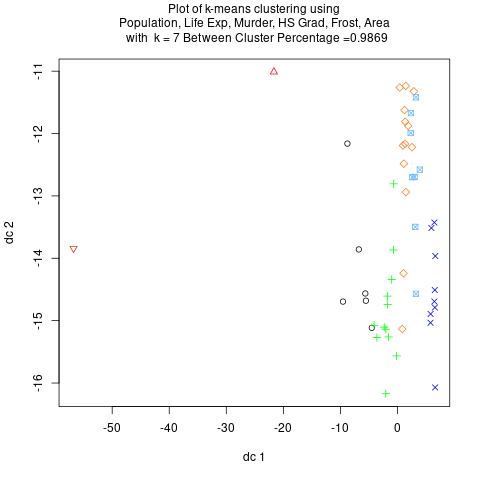 Plot of k-means clustering using
Population, Life Exp, Murder, HS Grad, Frost, Area
with  k = 7 Between Cluster Percentage =0.9869
-11
-12
-13
-14
-15
-16
dc 2
-50
-40
-30
-20
-10
0
dc 1